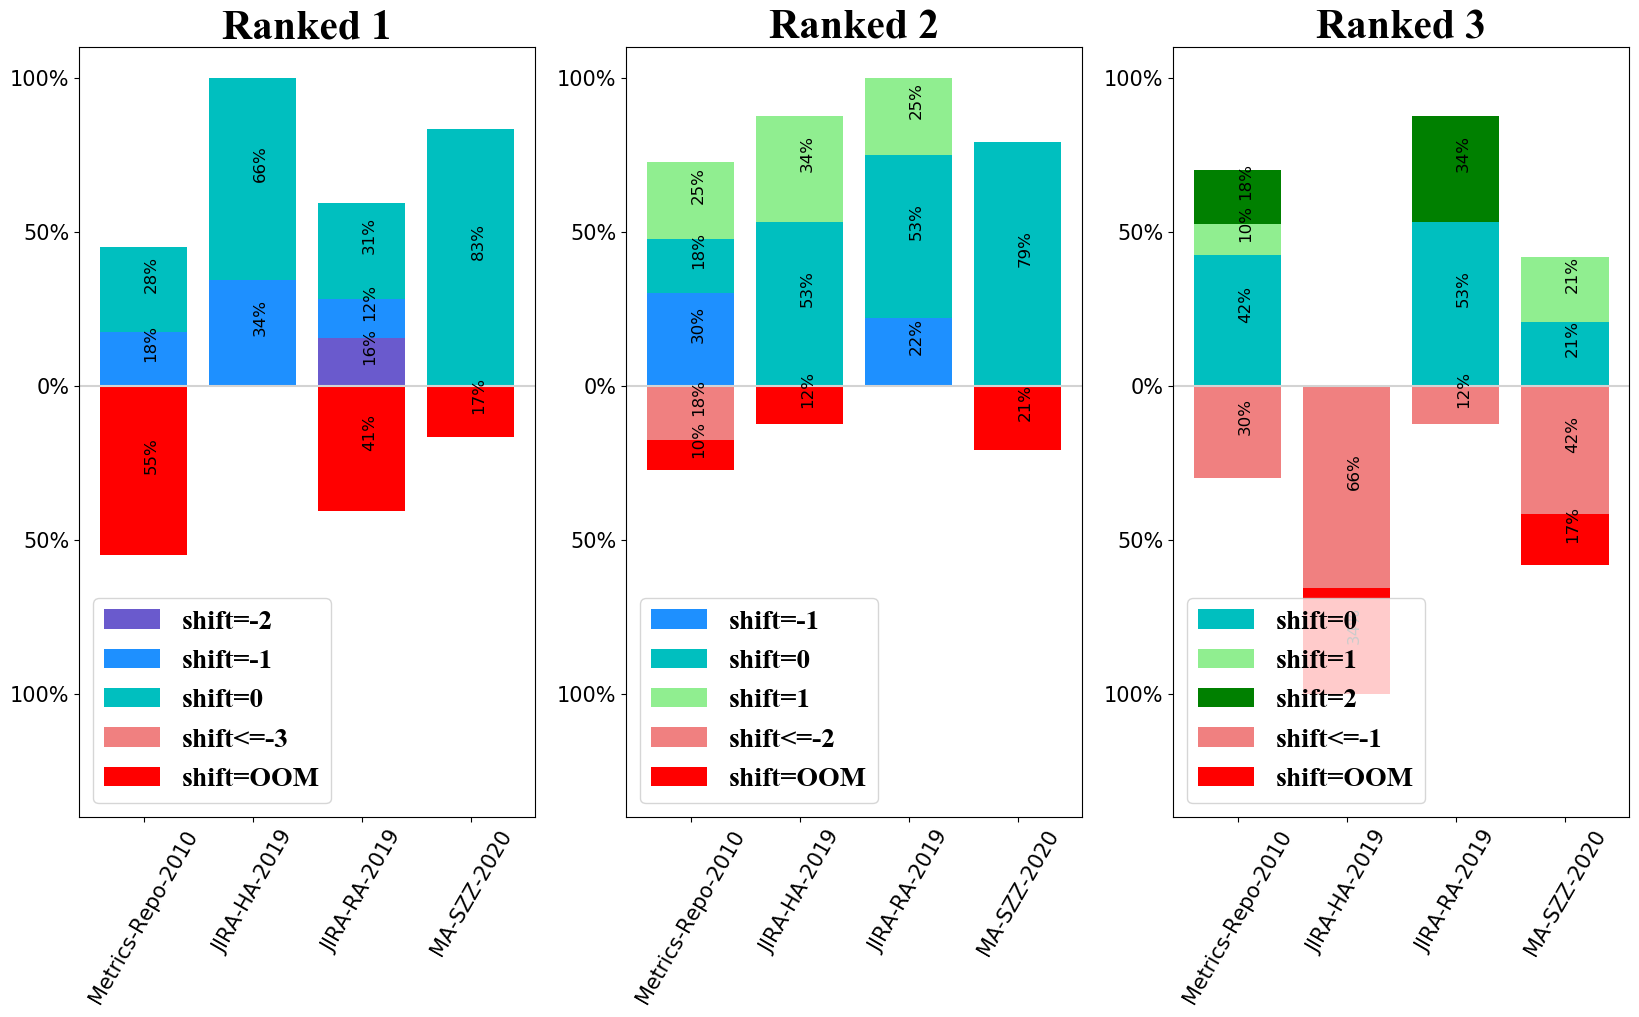 Ranked 1
100%
50%
0%
50%
100%
28%
18%
55%
66%
34%
31%
12%
16%
41%
83%
17%
shift=-2
shift=-1
shift=0
shift<=-3
shift=OOM
Metrics-Repo-2010
JIRA-HA-2019
JIRA-RA-2019
MA-SZZ-2020
Ranked 2
100%
50%
0%
50%
100%
25%
18%
30%
18%
10%
34%
53%
12%
25%
53%
22%
79%
21%
shift=-1
shift=0
shift=1
shift<=-2
shift=OOM
Metrics-Repo-2010
JIRA-HA-2019
JIRA-RA-2019
MA-SZZ-2020
Ranked 3
100%
50%
0%
50%
100%
18%
10%
42%
30%
66%
34%
34%
53%
12%
21%
21%
42%
17%
shift=0
shift=1
shift=2
shift<=-1
shift=OOM
Metrics-Repo-2010
JIRA-HA-2019
JIRA-RA-2019
MA-SZZ-2020